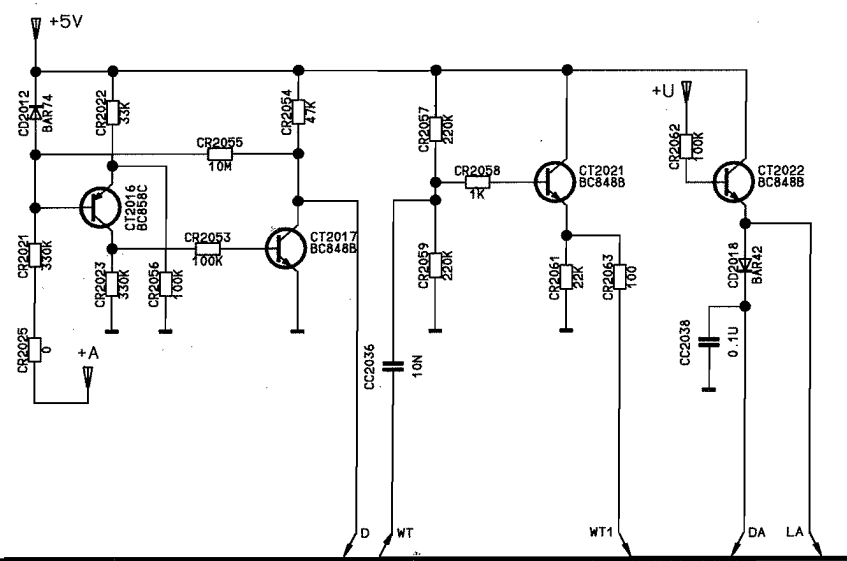 +5V
CD2012
BAR74
CR2022
33K
CR2054
47K
CR2055
10M
CR2057
220K
+U
CR2062
100K
CR2058
1K
CT2021
BC848B
CT2022
BC848B
CT2016
BC858C
CR2053
100K
CT2017
BC848B
CR2021
330K
CR2023
330K
CR2056
100K
CR2059
220K
CR2061
22K
CR2063
100
CD2018
BAR42
CR2025
0
+A
CC2036
10N
CC2038
0.1U
D
WT
WT1
DA
LA